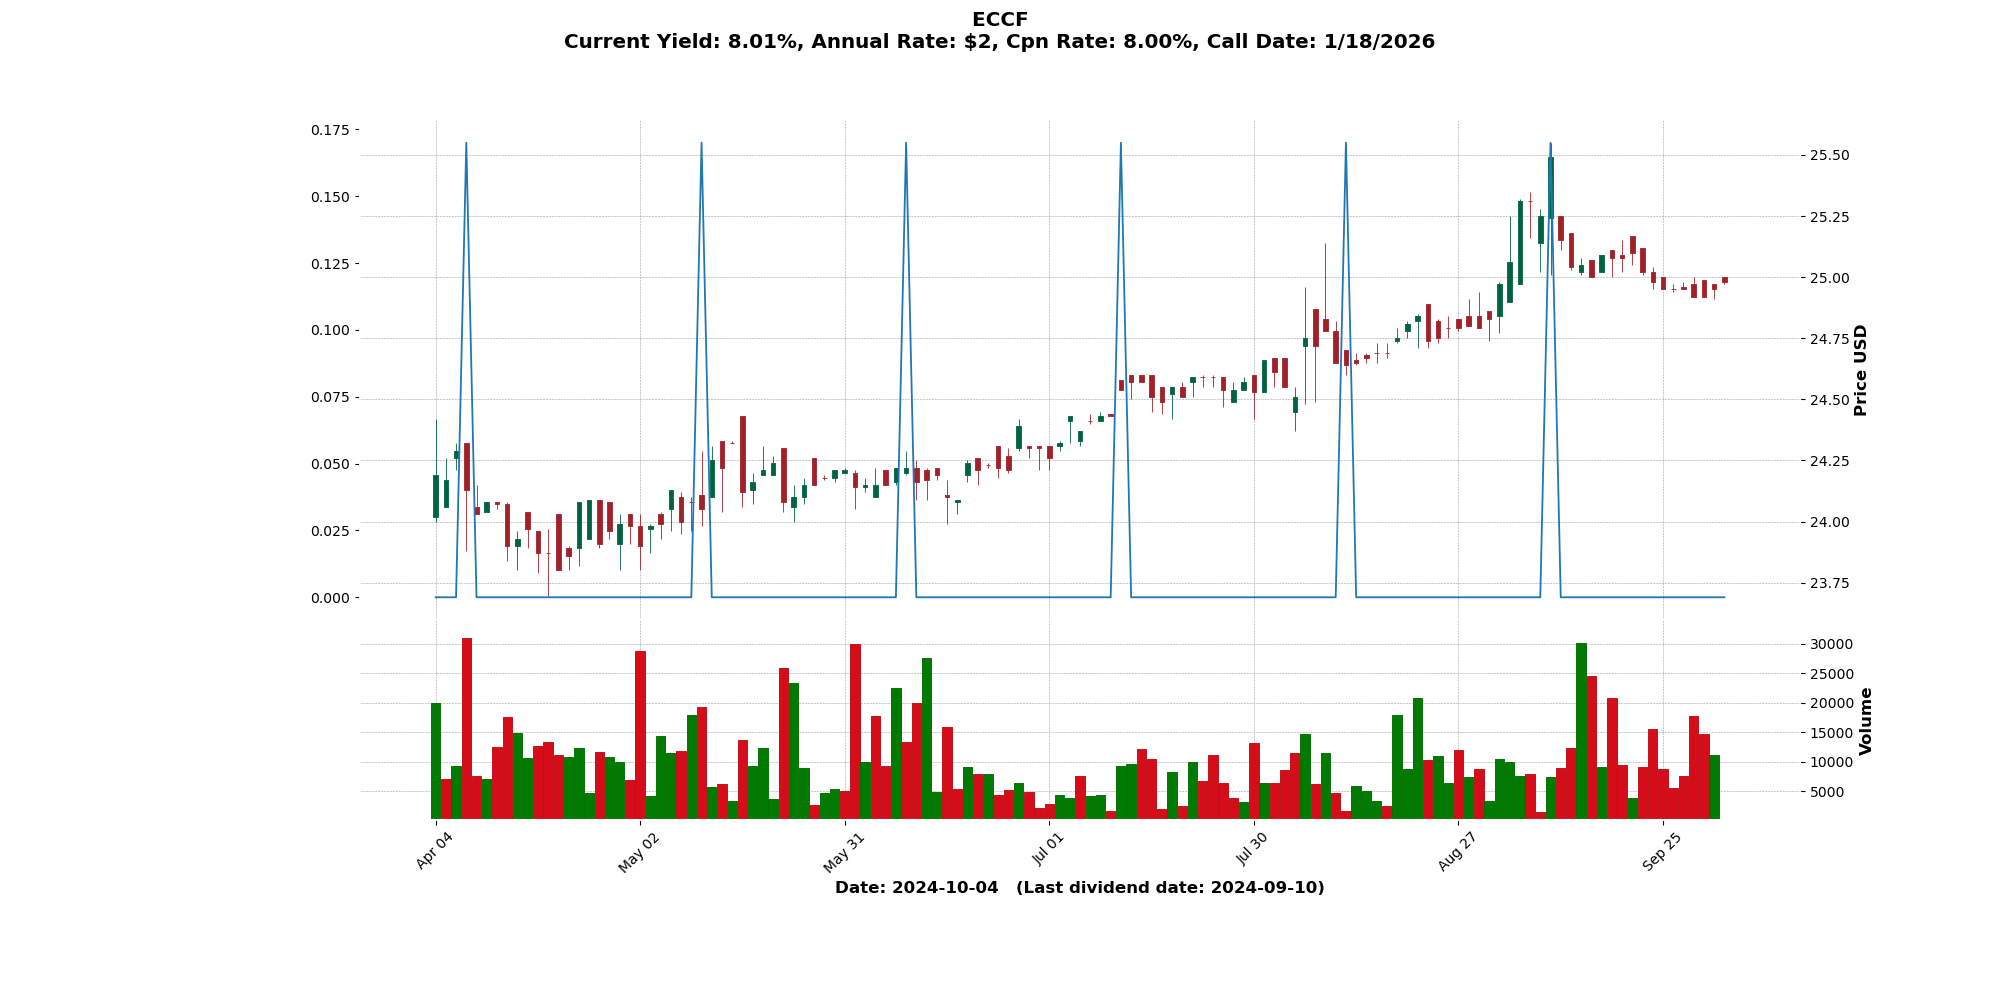 ECCF
Current Yield: 8.01%, Annual Rate: $2, Cpn Rate: 8.00%, Call Date: 1/18/2026
0.175
0.150
0.125
0.100
0.075
0.050
0.025
0.000
25.50
25.25
25.00
24.75
24.50
24.25
24.00
23.75
Price USD
30000
25000
20000
15000
10000
5000
Volume
Apr 04
May 02
May 31
Jul 01
Jul 30
Aug 27
Sep 25
Date: 2024-10-04   (Last dividend date: 2024-09-10)